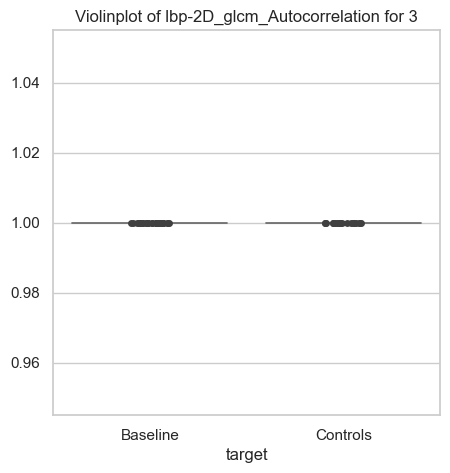 Violinplot of lbp-2D_glcm_Autocorrelation for 3
1.04
1.02
1.00
0.98
0.96
Baseline
Controls
target